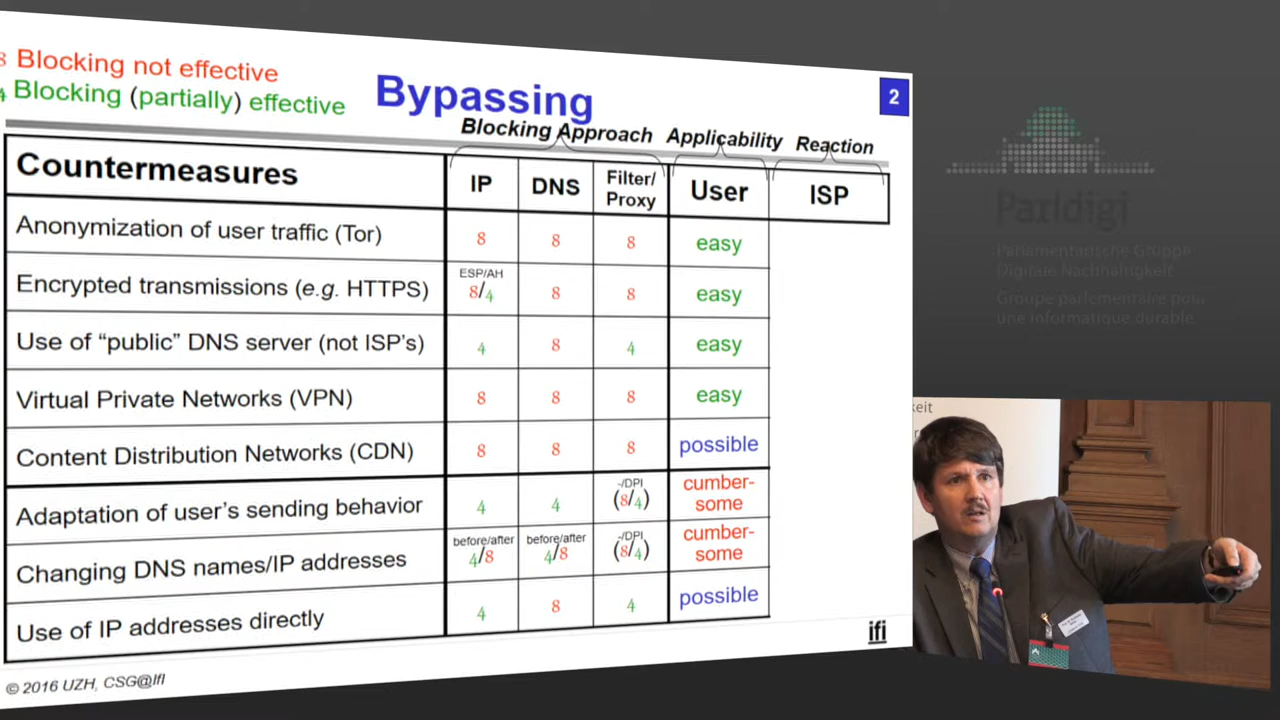 8 Blocking not effective
4 Blocking (partially) effective
Bypassing
2
Blocking Approach Applicability Reaction
Countermeasures IP DNS Filter/ Proxy User ISP
Anonymization of user traffic (Tor) 8 8 8 easy
Encrypted transmissions (e.g. HTTPS) ESP/AH 8/4 8 8 easy
Use of “public” DNS server (not ISP’s) 4 8 4 easy
Virtual Private Networks (VPN) 8 8 8 easy
Content Distribution Networks (CDN) 8 8 8 possible
Adaptation of user’s sending behavior 4 4 -/DPI (8/4) cumber- some
Changing DNS names/IP addresses before/after 4/8 before/after 4/8 -/DPI (8/4) cumber- some
Use of IP addresses directly 4 8 4 possible
ifi
© 2016 UZH, CSG@IfI
Parldigi
Parlamentarische Gruppe
Digitale Nachhaltigkeit
Groupe parlementaire pour
une informatique durable
keit